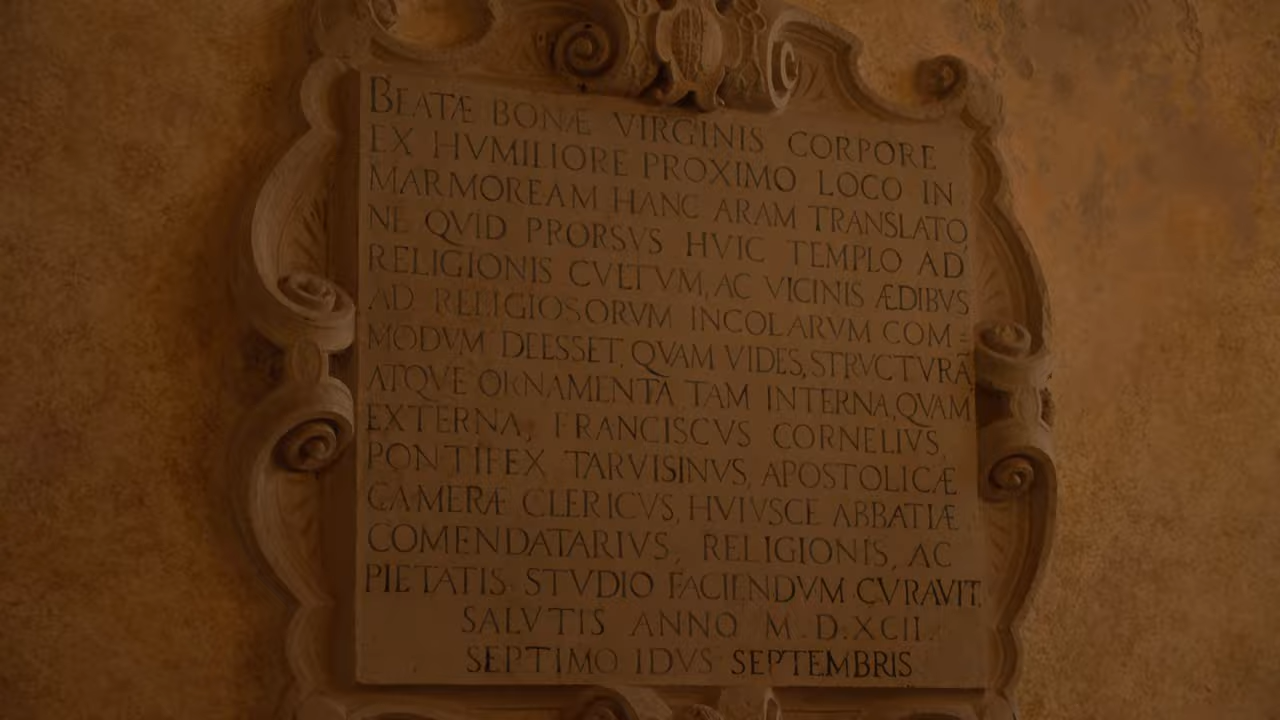 BEATÆ BONÆ VIRGINIS CORPORE
EX HVMILIORE PROXIMO LOCO IN
MARMOREAM HANC ARAM TRANSLATO
NE QVID PRORSVS HVIC TEMPLO AD
RELIGIONIS CVLTVM, AC VICINIS ÆDIBVS
AD RELIGIOSORVM INCOLARVM COM=
MODVM DEESSET, QVAM VIDES, STRVCTVRÃ
ATQVE ORNAMENTA TAM INTERNA, QVAM
EXTERNA, FRANCISCVS CORNELIVS,
PONTIFEX TARVISINVS, APOSTOLICÆ
CAMERÆ CLERICVS, HVIVSCE ABBATIÆ
COMENDATARIVS, RELIGIONIS, AC
PIETATIS STVDIO FACIENDVM CVRAVIT
SALVTIS ANNO M.D.XCII.
SEPTIMO IDVS SEPTEMBRIS